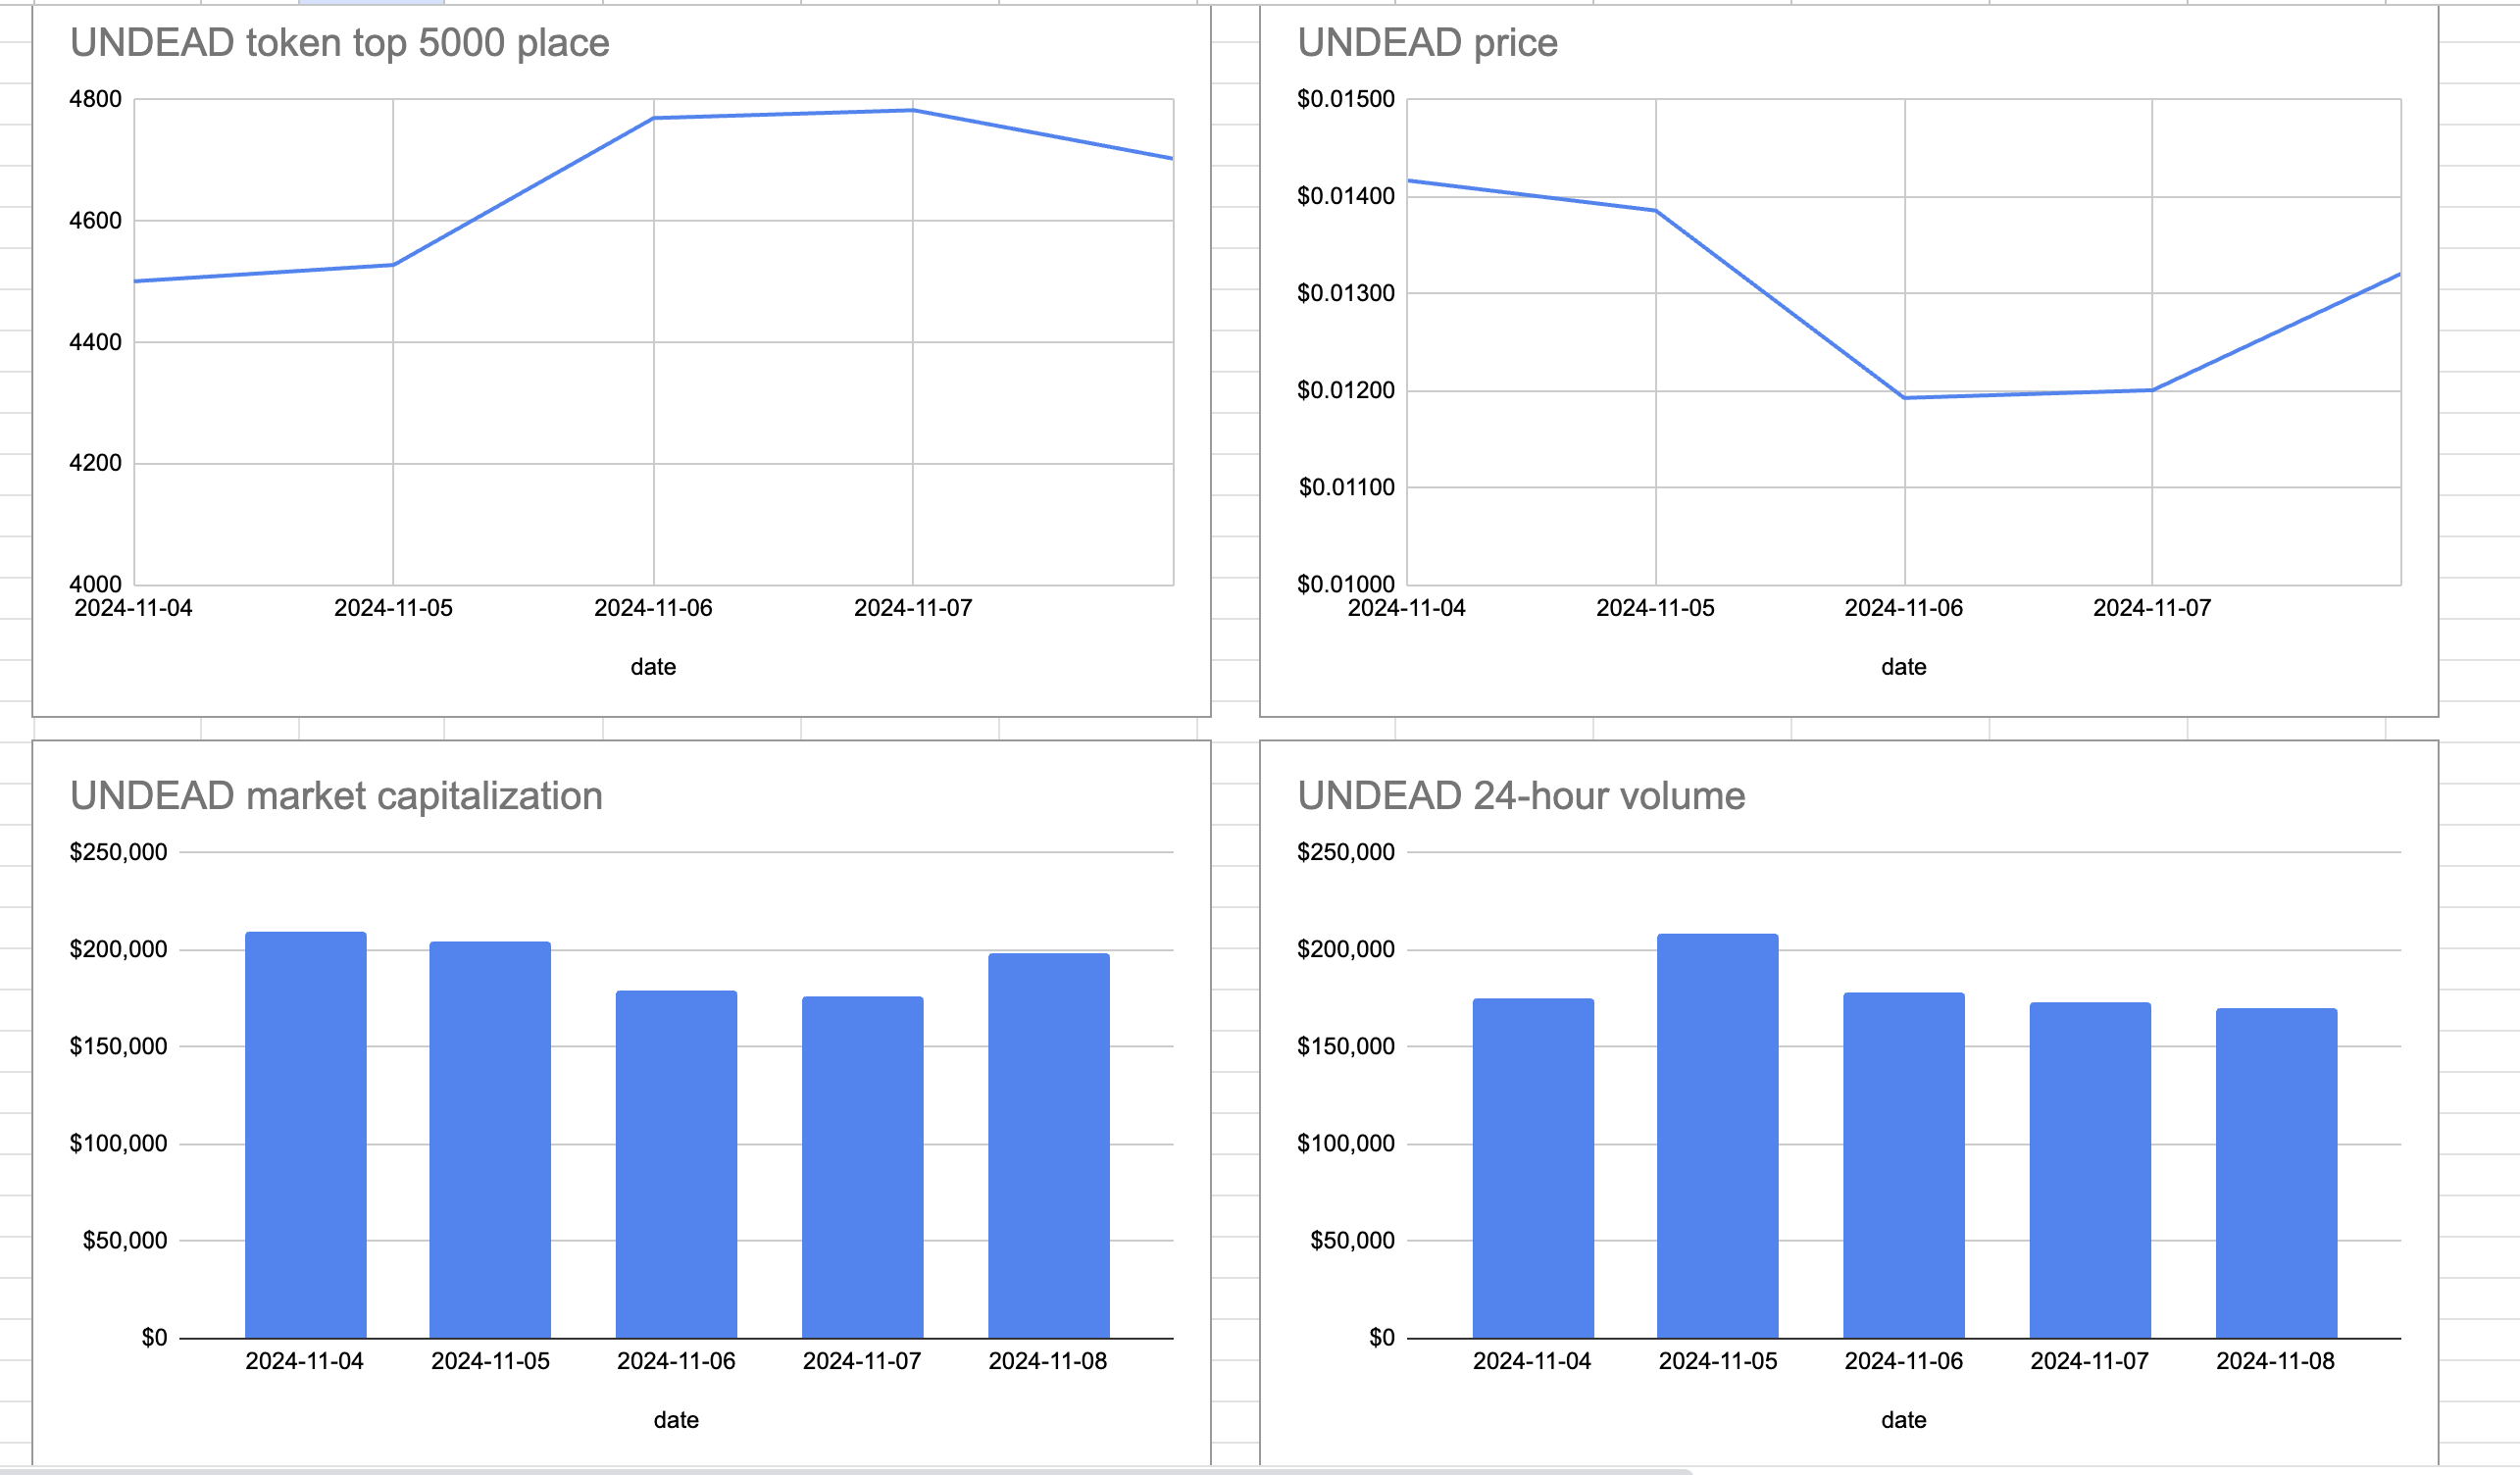 UNDEAD token top 5000 place
4800
4600
4400
4200
4000
2024-11-04 2024-11-05 2024-11-06 2024-11-07
date
UNDEAD price
$0.01500
$0.01400
$0.01300
$0.01200
$0.01100
$0.01000
2024-11-04 2024-11-05 2024-11-06 2024-11-07
date
UNDEAD market capitalization
$250,000
$200,000
$150,000
$100,000
$50,000
$0
2024-11-04 2024-11-05 2024-11-06 2024-11-07 2024-11-08
date
UNDEAD 24-hour volume
$250,000
$200,000
$150,000
$100,000
$50,000
$0
2024-11-04 2024-11-05 2024-11-06 2024-11-07 2024-11-08
date